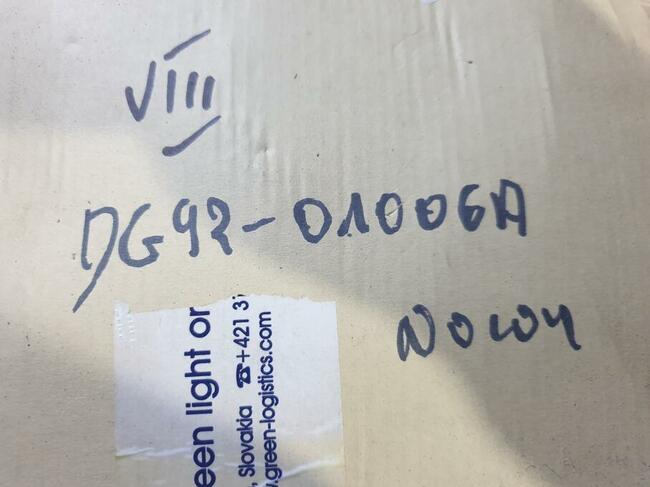 VIII
DG92-01006A
NOWY
een light or
, Slovakia ☎+421 3
.green-logistics.com